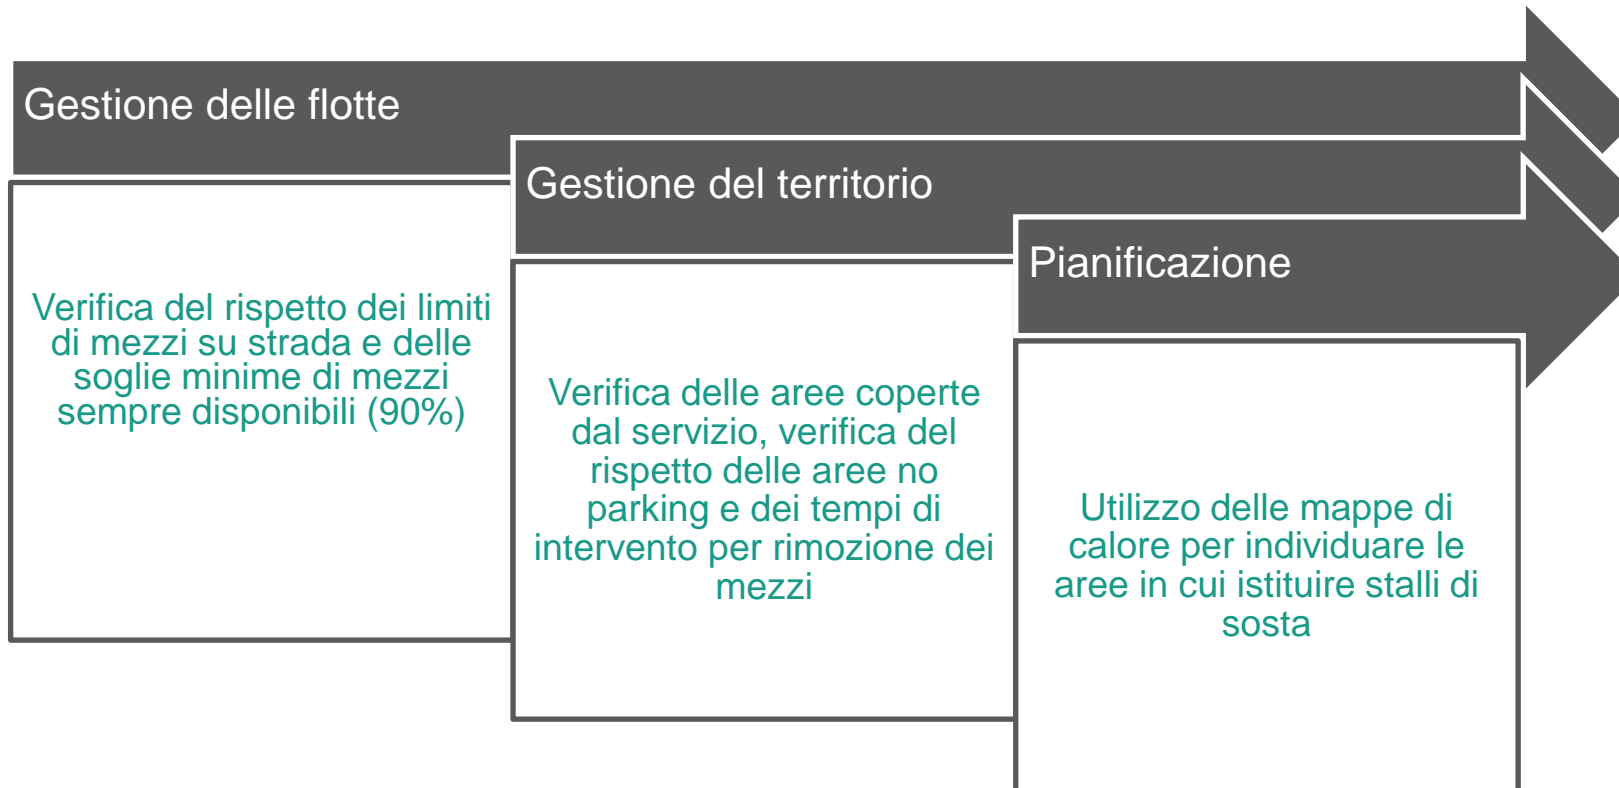 Gestione delle flotte
Verifica del rispetto dei limiti
di mezzi su strada e delle
soglie minime di mezzi
sempre disponibili (90%)
Gestione del territorio
Verifica delle aree coperte
dal servizio, verifica del
rispetto delle aree no
parking e dei tempi di
intervento per rimozione dei
mezzi
Pianificazione
Utilizzo delle mappe di
calore per individuare le
aree in cui istituire stalli di
sosta